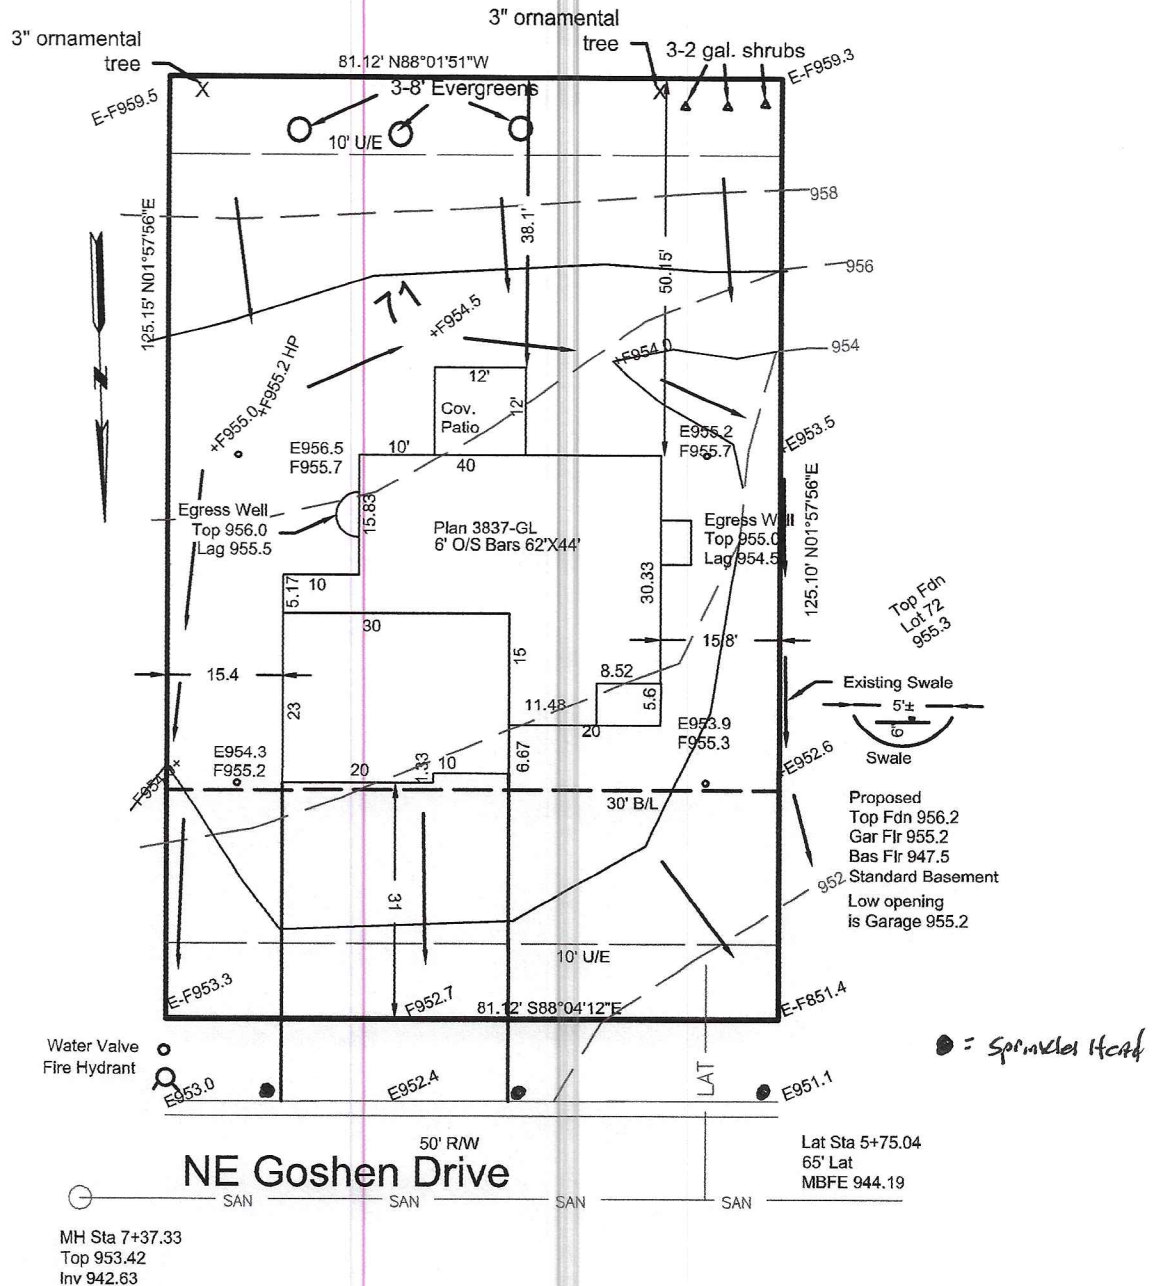 3" ornamental
tree
3" ornamental
tree
3-2 gal. shrubs
81.12' N88°01'51"W
E-F959.3
E-F959.5
3-8' Evergreens
10' U/E
958
38.1'
125.15' N01°57'56"E
50.15'
956
71
+F954.5
954
+F954.0
+F955.2 HP
+F955.0
12'
12'
Cov.
Patio
E956.5
F955.7
10'
40
E955.2
F955.7
+E953.5
Egress Well
Top 956.0
Lag 955.5
15.83
Plan 3837-GL
6' O/S Bars 62'X44'
Egress Well
Top 955.0
Lag 954.5
125.10' N01°57'56"E
5.17
10
30.33
30
Top Fdn
Lot 72
955.3
15
15.8'
15.4
8.52
Existing Swale
5'±
6"
Swale
23
11.48
5.6
20
E953.9
F955.3
E954.3
F955.2
6.67
20
1.33
10
+E952.6
30' B/L
Proposed
Top Fdn 956.2
Gar Flr 955.2
Bas Flr 947.5
Standard Basement
Low opening
is Garage 955.2
952
31
10' U/E
E-F953.3
F952.7
81.12' S88°04'12"E
E-F851.4
Water Valve
Fire Hydrant
= Sprinkler Head
E953.0
E952.4
LAT
E951.1
50' R/W
NE Goshen Drive
Lat Sta 5+75.04
65' Lat
MBFE 944.19
SAN
SAN
SAN
SAN
MH Sta 7+37.33
Top 953.42
Inv 942.63